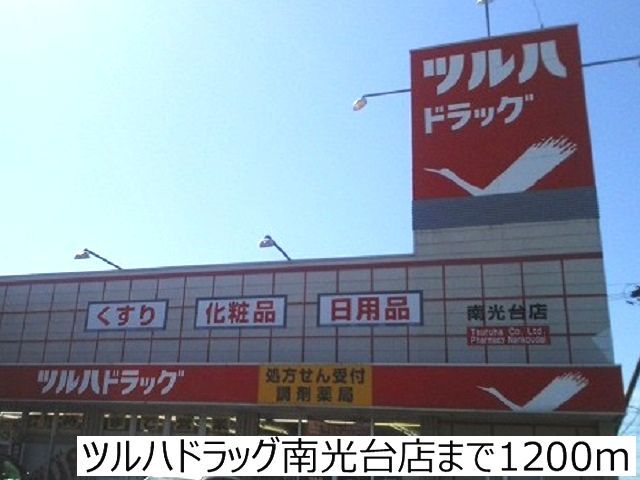 ツルハ
ドラッグ
くすり
化粧品
日用品
南光台店
Tsuruha Co. Ltd.
Pharmacy Nankoudai
ツルハドラッグ
処方せん受付
調剤薬局
ツルハドラッグ南光台店まで1200m